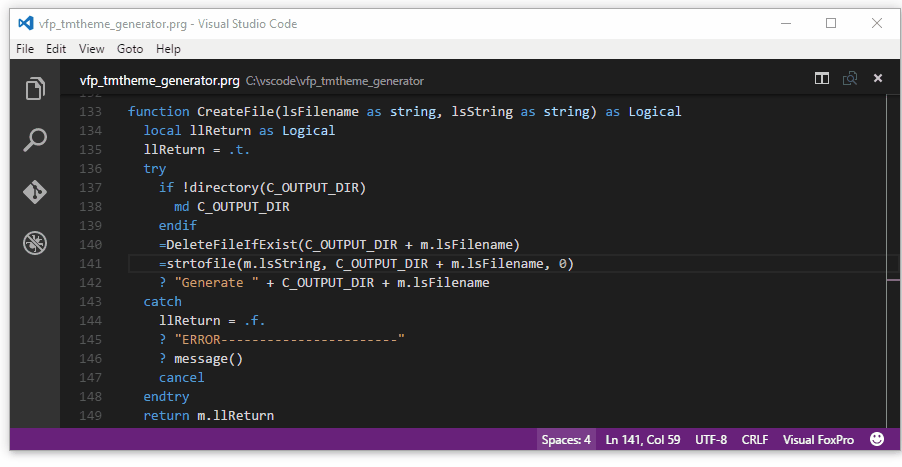 vfp_tmtheme_generator.prg - Visual Studio Code
File Edit View Goto Help
vfp_tmtheme_generator.prg C:\vscode\vfp_tmtheme_generator
132
133 function CreateFile(lsFilename as string, lsString as string) as Logical
134 local llReturn as Logical
135 llReturn = .t.
136 try
137 if !directory(C_OUTPUT_DIR)
138 md C_OUTPUT_DIR
139 endif
140 =DeleteFileIfExist(C_OUTPUT_DIR + m.lsFilename)
141 =strtofile(m.lsString, C_OUTPUT_DIR + m.lsFilename, 0)
142 ? "Generate " + C_OUTPUT_DIR + m.lsFilename
143 catch
144 llReturn = .f.
145 ? "ERROR-----------------------"
146 ? message()
147 cancel
148 endtry
149 return m.llReturn
Spaces: 4 Ln 141, Col 59 UTF-8 CRLF Visual FoxPro